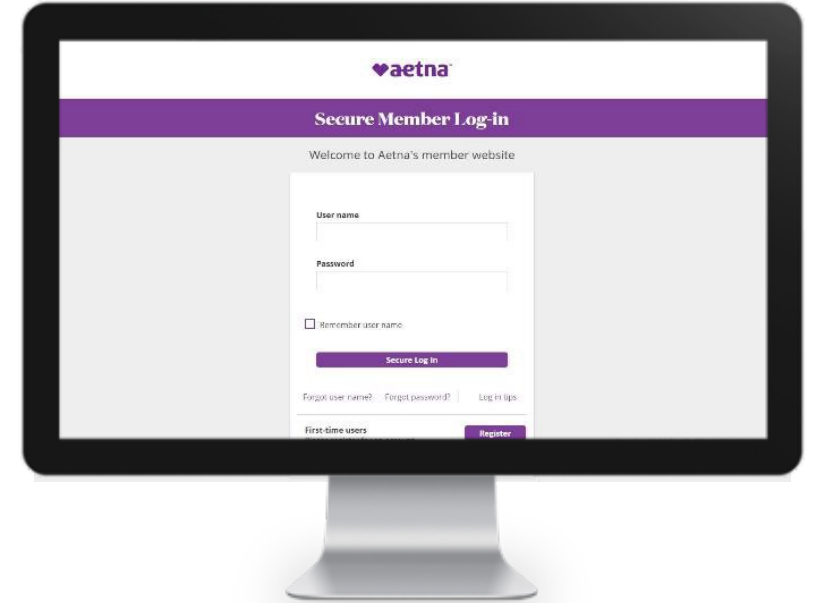 aetna
Secure Member Log-in
Welcome to Aetna's member website
User name
Password
Remember user name
Secure Log In
Forgot user name? Forgot password? Log in tips
First-time users
Register